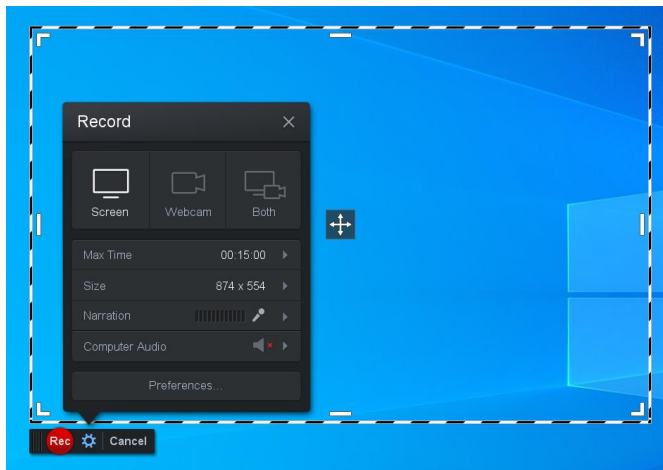 Record
Screen Webcam Both
Max Time 00:15:00
Size 874 x 554
Narration
Computer Audio
Preferences...
Rec Cancel